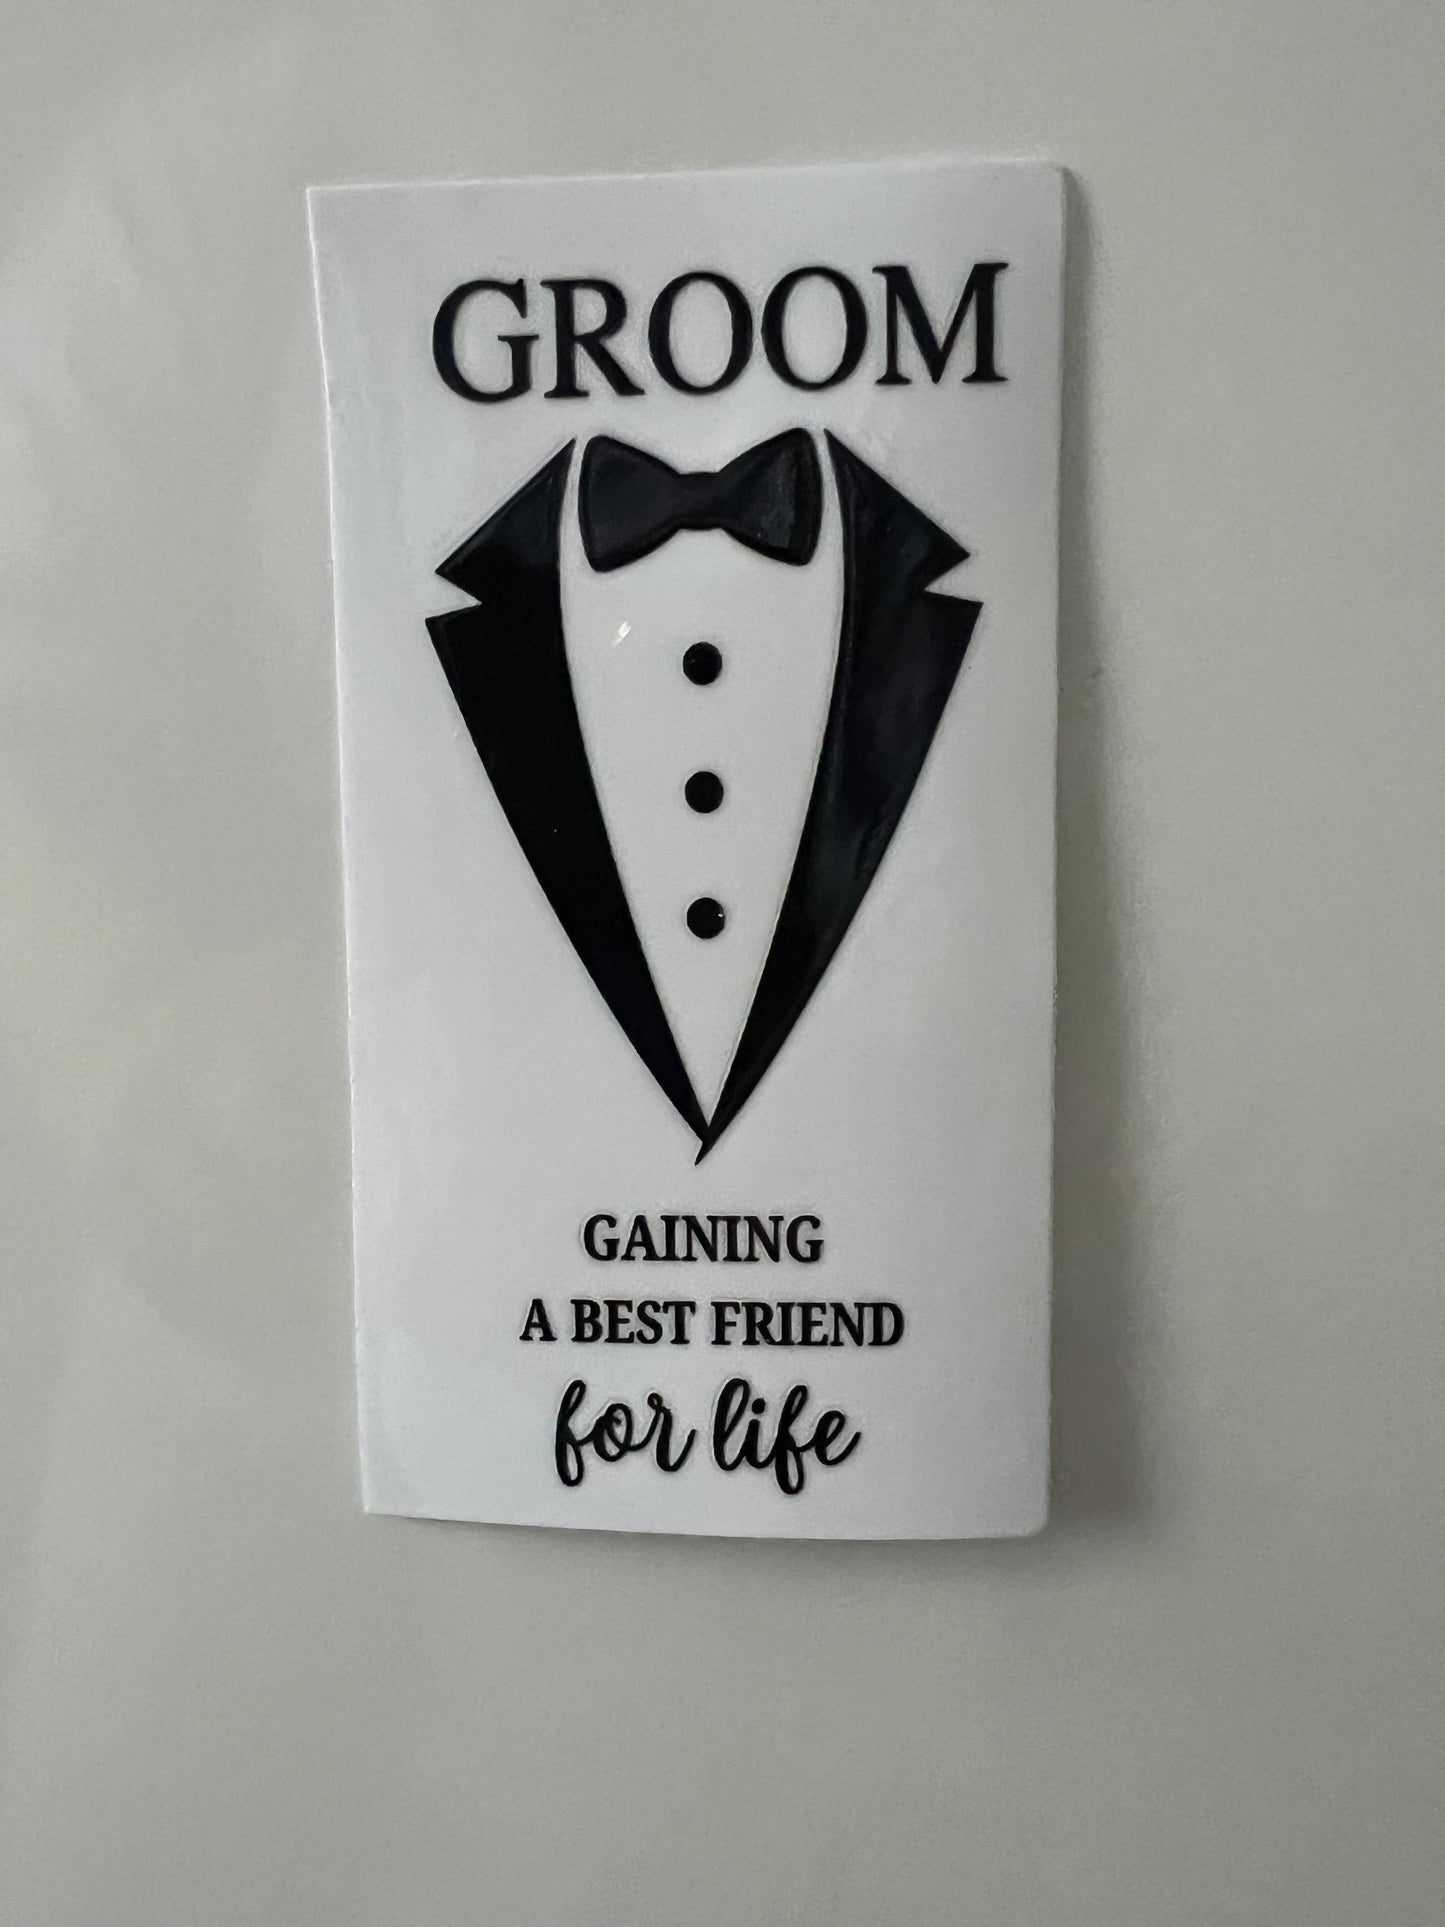 GROOM
GAINING
A BEST FRIEND
for life